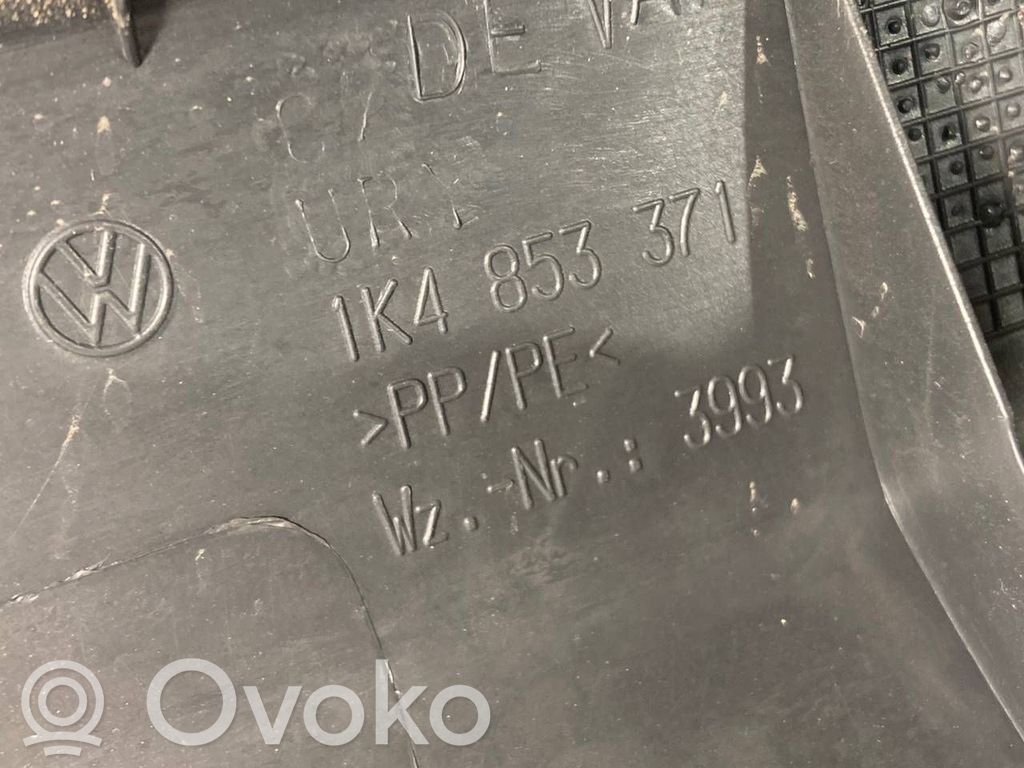 DE
1K4 853 371
>PP/PE<
Wz.-Nr.: 3993
Ovoko